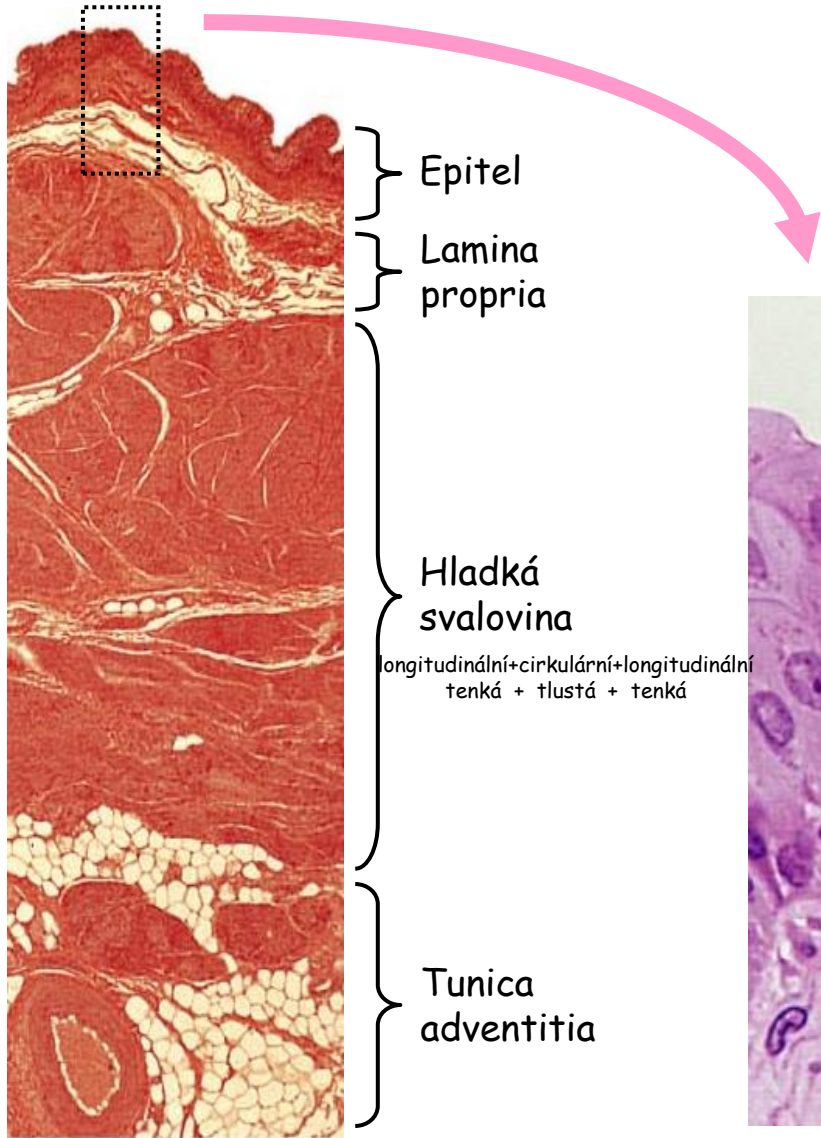 Epitel
Lamina
propria
Hladká
svalovina
longitudinální+cirkulární+longitudinální
tenká + tlustá + tenká
Tunica
adventitia